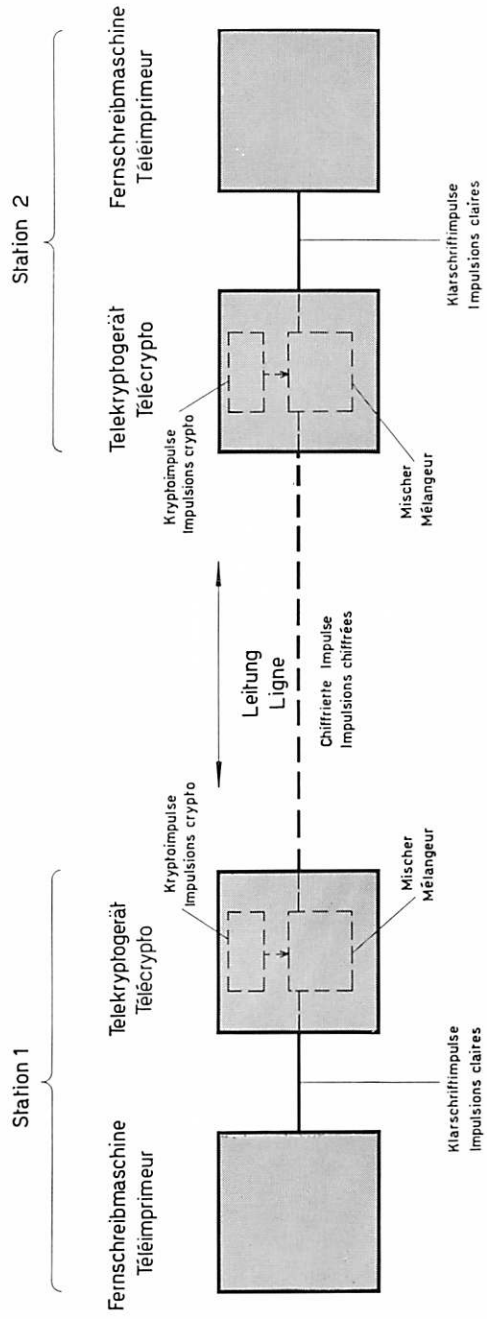 Station 1
Fernschreibmaschine
Téléimprimeur
Telekryptogerät
Télécrypto
Kryptoimpulse
Impulsions crypto
Klarschriftimpulse
Impulsions claires
Mischer
Mélangeur
Leitung
Ligne
Chiffrierte Impulse
Impulsions chiffrées
Station 2
Telekryptogerät
Télécrypto
Fernschreibmaschine
Téléimprimeur
Kryptoimpulse
Impulsions crypto
Mischer
Mélangeur
Klarschriftimpulse
Impulsions claires